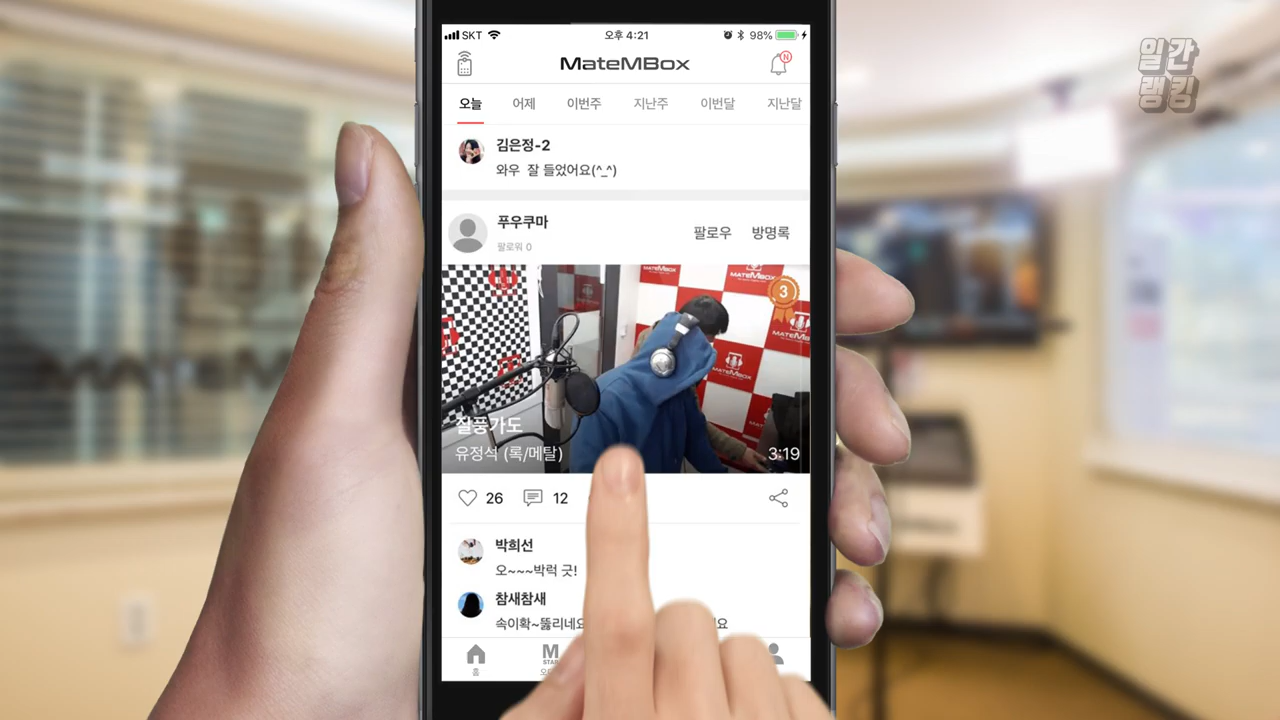 SKT 오후 4:21 98%
MateMBox N
오늘 어제 이번주 지난주 이번달 지난달
김은정-2
와우 잘 들었어요(^_^)
푸우쿠마
팔로워 0
팔로우 방명록
MATEMBOX
3
MATEMBOX
질풍가도
유정석 (록/메탈) 3:19
26 12
박희선
오~~~박력 굿!
참새참새
속이확~뚫리네요
M
STAR
홈
일간
랭킹